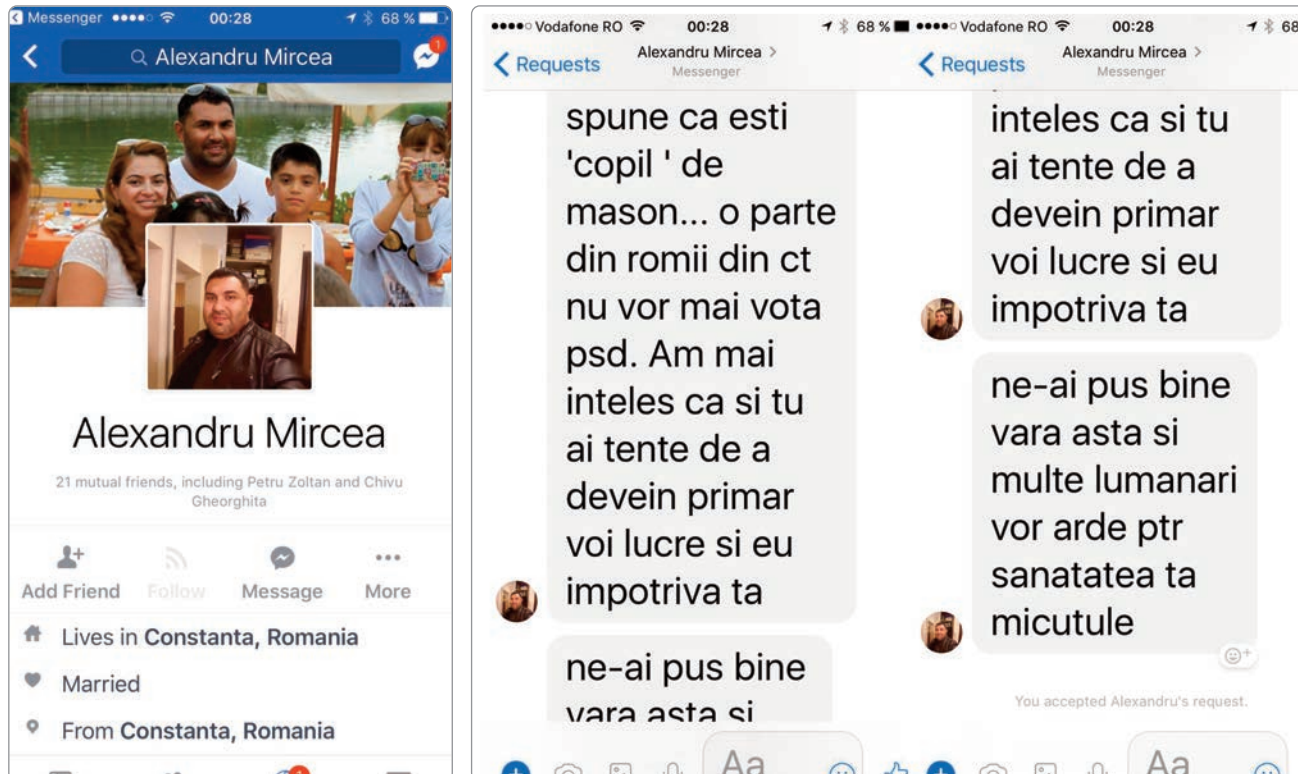 Messenger
00:28
68 %
Alexandru Mircea
1
Alexandru Mircea
21 mutual friends, including Petru Zoltan and Chivu
Gheorghita
Add Friend
Follow
Message
More
Lives in Constanta, Romania
Married
From Constanta, Romania
1
Vodafone RO
00:28
68 %
Requests
Alexandru Mircea >
Messenger
spune ca esti
'copil ' de
mason... o parte
din romii din ct
nu vor mai vota
psd. Am mai
inteles ca si tu
ai tente de a
devein primar
voi lucre si eu
impotriva ta
ne-ai pus bine
vara asta si
Aa
Vodafone RO
00:28
68
Requests
Alexandru Mircea >
Messenger
inteles ca si tu
ai tente de a
devein primar
voi lucre si eu
impotriva ta
ne-ai pus bine
vara asta si
multe lumanari
vor arde ptr
sanatatea ta
micutule
You accepted Alexandru's request.
Aa